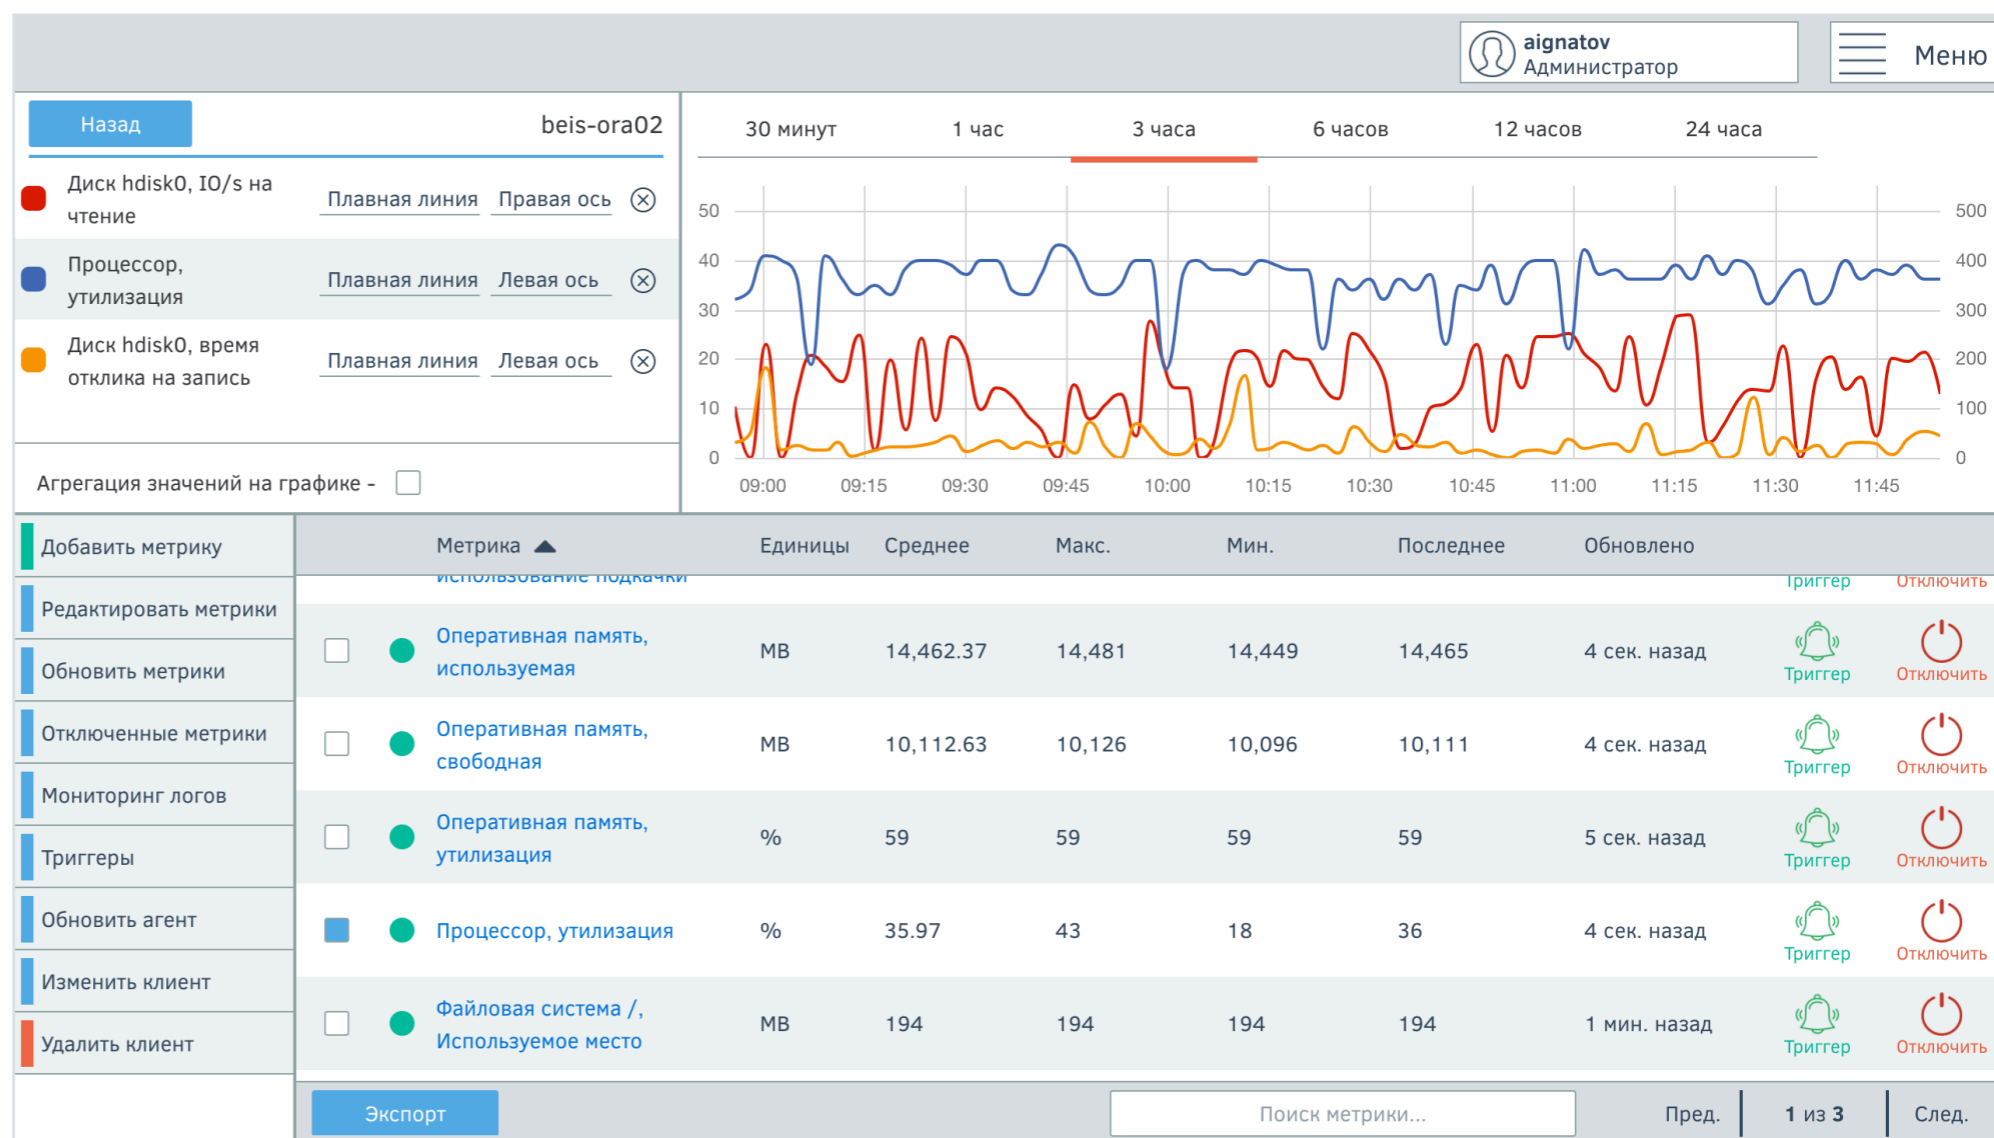 aignatov
Администратор
Меню
Назад
beis-ora02
Диск hdisk0, IO/s на
чтение
Плавная линия Правая ось
Процессор,
утилизация
Плавная линия Левая ось
Диск hdisk0, время
отклика на запись
Плавная линия Левая ось
Агрегация значений на графике -
30 минут 1 час 3 часа 6 часов 12 часов 24 часа
50 500
40 400
30 300
20 200
10 100
0 0
09:00 09:15 09:30 09:45 10:00 10:15 10:30 10:45 11:00 11:15 11:30 11:45
Добавить метрику
Редактировать метрики
Обновить метрики
Отключенные метрики
Мониторинг логов
Триггеры
Обновить агент
Изменить клиент
Удалить клиент
Метрика Единицы Среднее Макс. Мин. Последнее Обновлено
использование подкачки
Триггер Отключить
Оперативная память,
используемая
MB 14,462.37 14,481 14,449 14,465 4 сек. назад
Триггер Отключить
Оперативная память,
свободная
MB 10,112.63 10,126 10,096 10,111 4 сек. назад
Триггер Отключить
Оперативная память,
утилизация
% 59 59 59 59 5 сек. назад
Триггер Отключить
Процессор, утилизация % 35.97 43 18 36 4 сек. назад
Триггер Отключить
Файловая система /,
Используемое место
MB 194 194 194 194 1 мин. назад
Триггер Отключить
Экспорт
Поиск метрики...
Пред. 1 из 3 След.